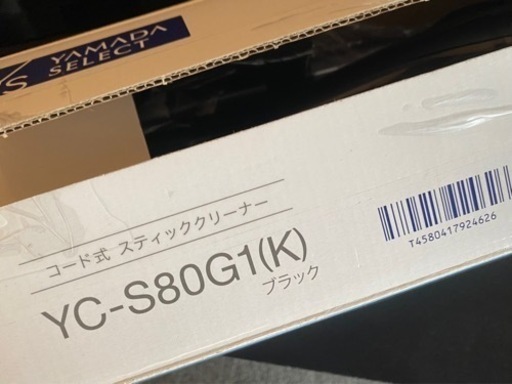 YS YAMADA
SELECT
コード式 スティッククリーナー
YC-S80G1(K)
ブラック
T4580417924626